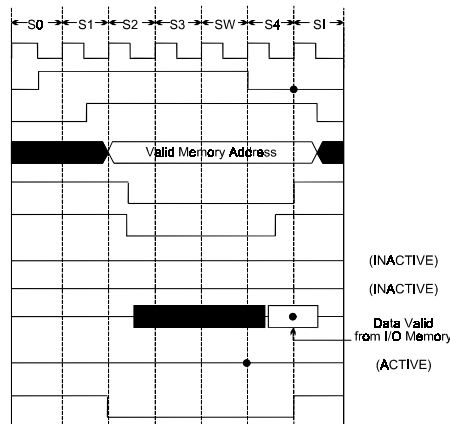 S0 S1 S2 S3 SW S4 SI
Valid Memory Address
(INACTIVE)
(INACTIVE)
Data Valid
from I/O Memory
(ACTIVE)